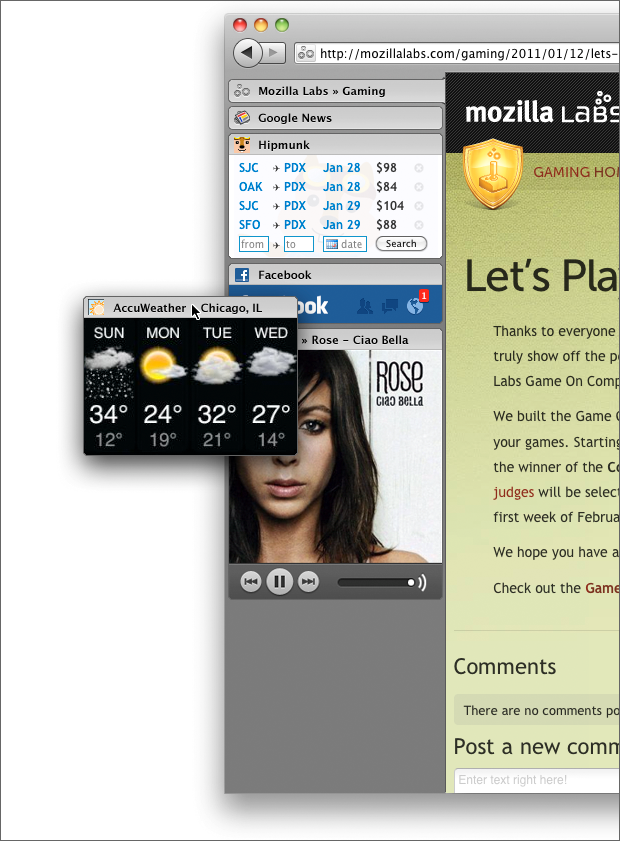 http://mozillalabs.com/gaming/2011/01/12/lets-
Mozilla Labs » Gaming
Google News
Hipmunk
SJC ✈ PDX Jan 28 $98
OAK ✈ PDX Jan 28 $84
SJC ✈ PDX Jan 29 $104
SFO ✈ PDX Jan 29 $88
from ✈ to date Search
Facebook
1
AccuWeather Chicago, IL
SUN MON TUE WED
34° 24° 32° 27°
12° 19° 21° 14°
» Rose – Ciao Bella
ROSE
CIAO BELLA
mozilla LABS
GAMING HO
Let's Pla
Thanks to everyone
truly show off the po
Labs Game On Comp
We built the Game O
your games. Starting
the winner of the Co
judges will be select
first week of Februa
We hope you have a
Check out the Game
Comments
There are no comments po
Post a new comm
Enter text right here!